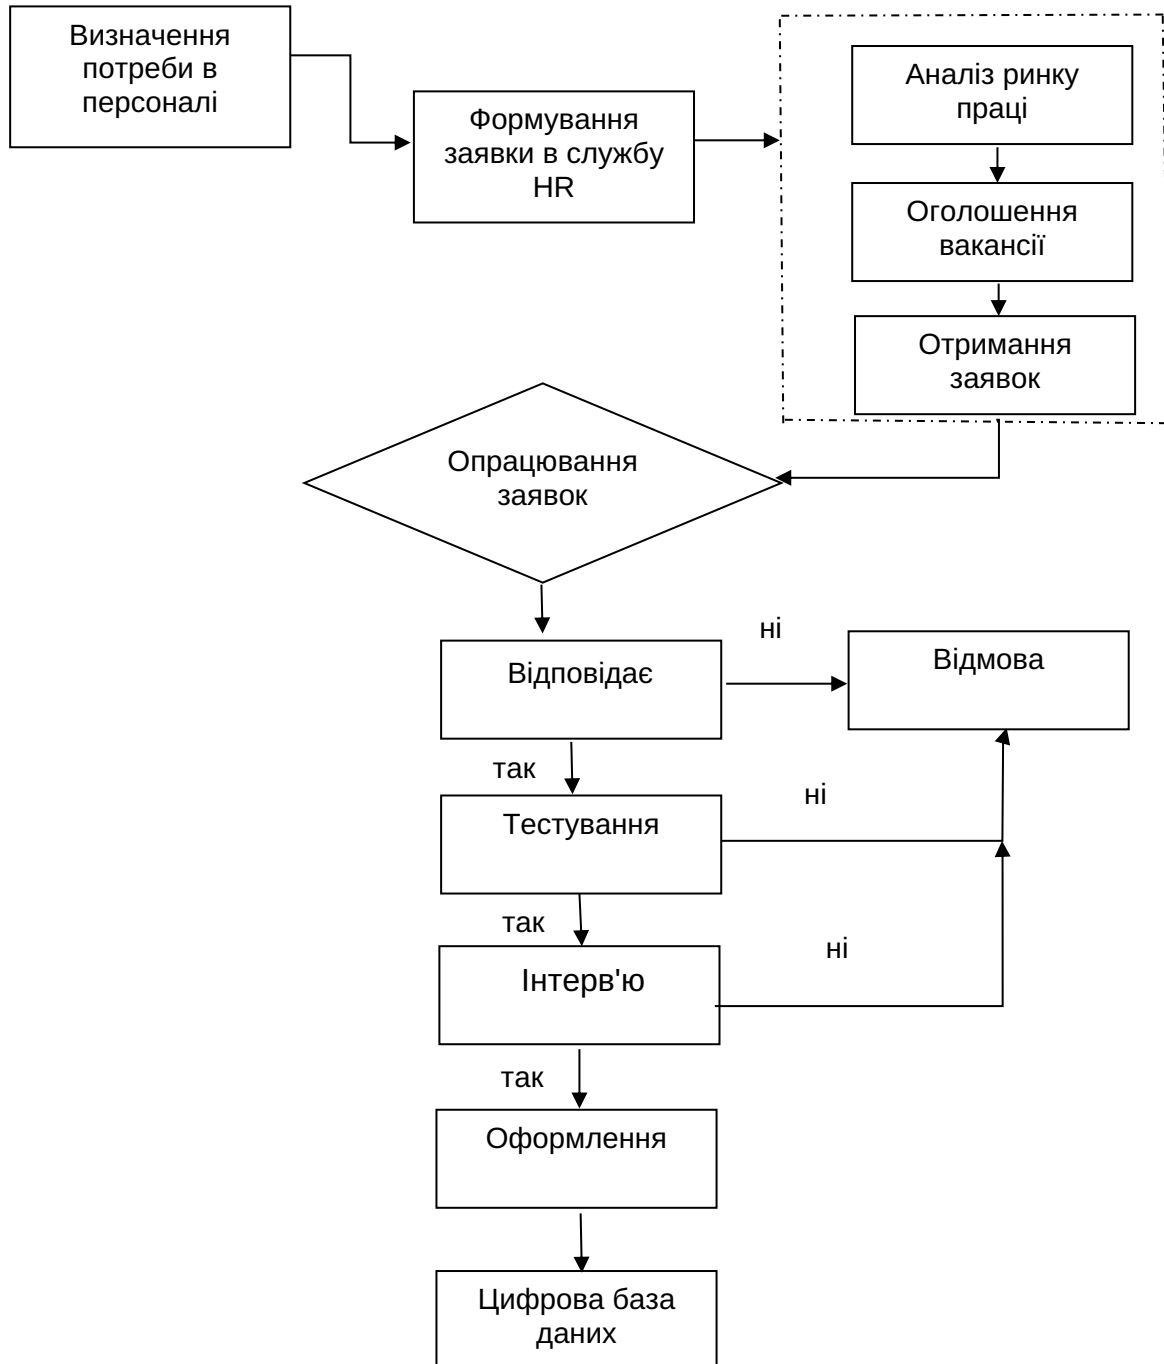 Визначення
потреби в
персоналі
Формування
заявки в службу
HR
Аналіз ринку
праці
Оголошення
вакансії
Отримання
заявок
Опрацювання
заявок
Відповідає
ні
Відмова
так
Тестування
ні
так
Інтерв'ю
ні
так
Оформлення
Цифрова база
даних